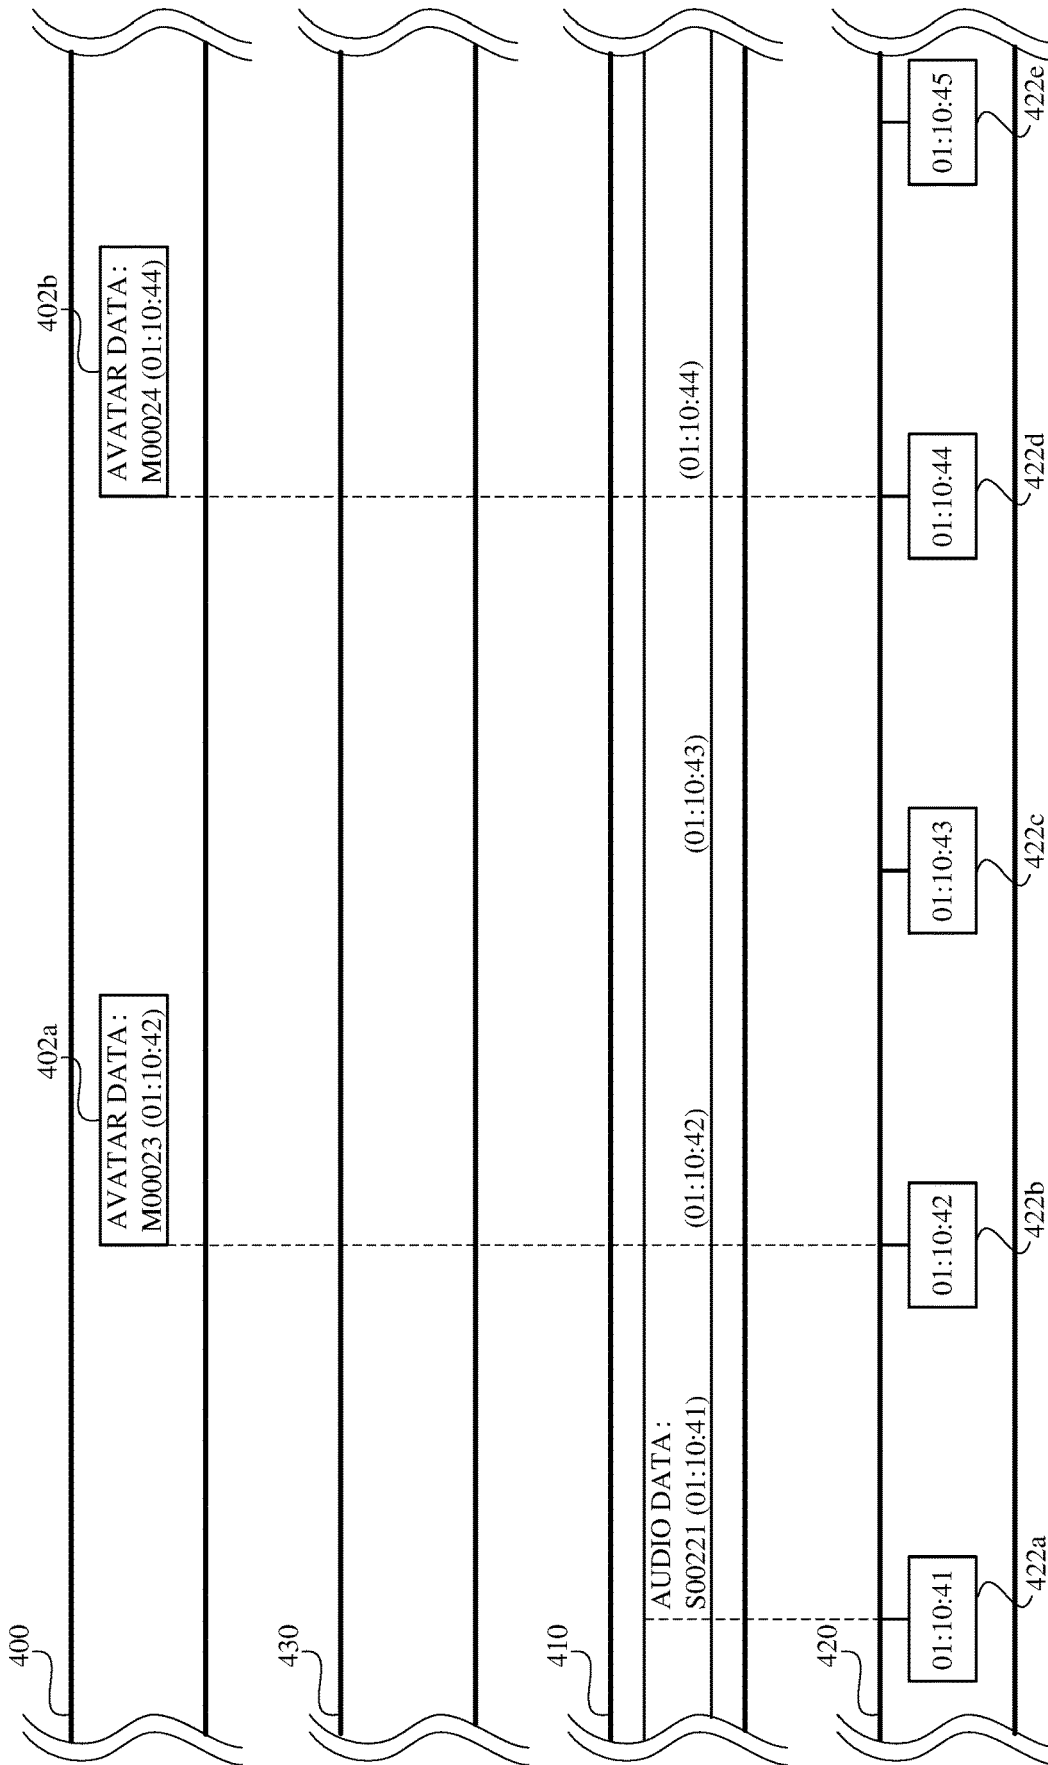 400
402a
AVATAR DATA :
M00023 (01:10:42)
402b
AVATAR DATA :
M00024 (01:10:44)
430
410
AUDIO DATA :
S00221 (01:10:41)
(01:10:42)
(01:10:43)
(01:10:44)
420
01:10:41
01:10:42
01:10:43
01:10:44
01:10:45
422a
422b
422c
422d
422e